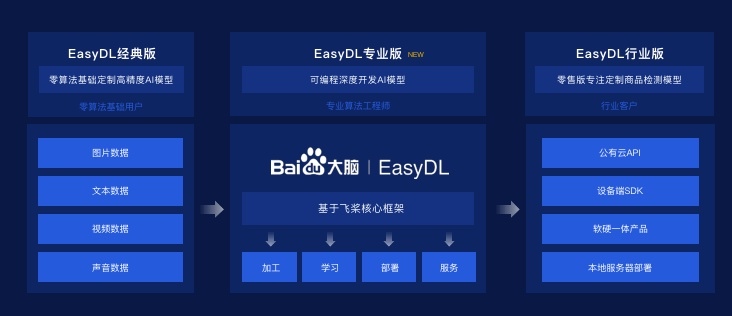 EasyDL经典版
零算法基础定制高精度AI模型
零算法基础用户
EasyDL专业版 NEW
可编程深度开发AI模型
专业算法工程师
EasyDL行业版
零售版专注定制商品检测模型
行业客户
图片数据
文本数据
视频数据
声音数据
Bai du 大脑 | EasyDL
基于飞桨核心框架
加工
学习
部署
服务
公有云API
设备端SDK
软硬一体产品
本地服务器部署